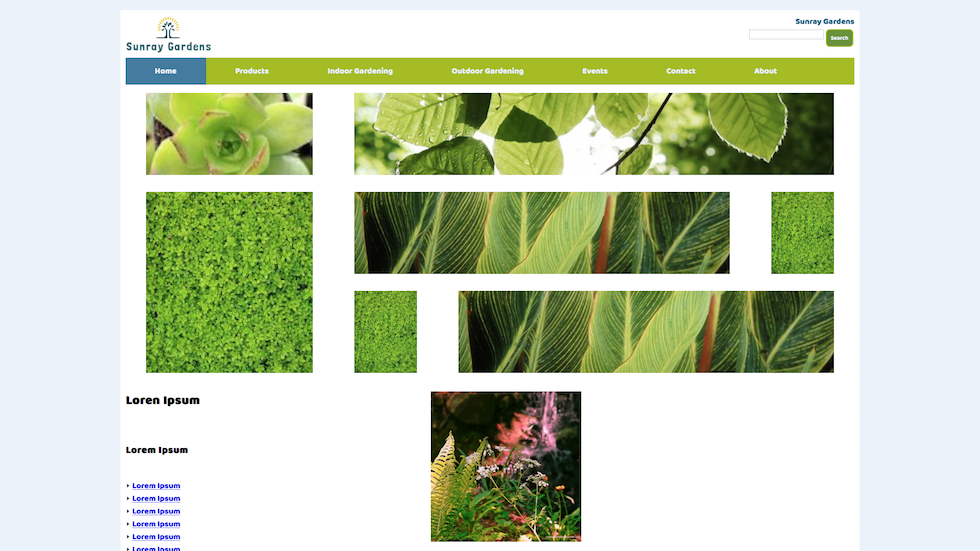 Sunray Gardens
Sunray Gardens
Search
Home Products Indoor Gardening Outdoor Gardening Events Contact About
Loren Ipsum
Lorem Ipsum
Lorem Ipsum
Lorem Ipsum
Lorem Ipsum
Lorem Ipsum
Lorem Ipsum
Lorem Ipsum